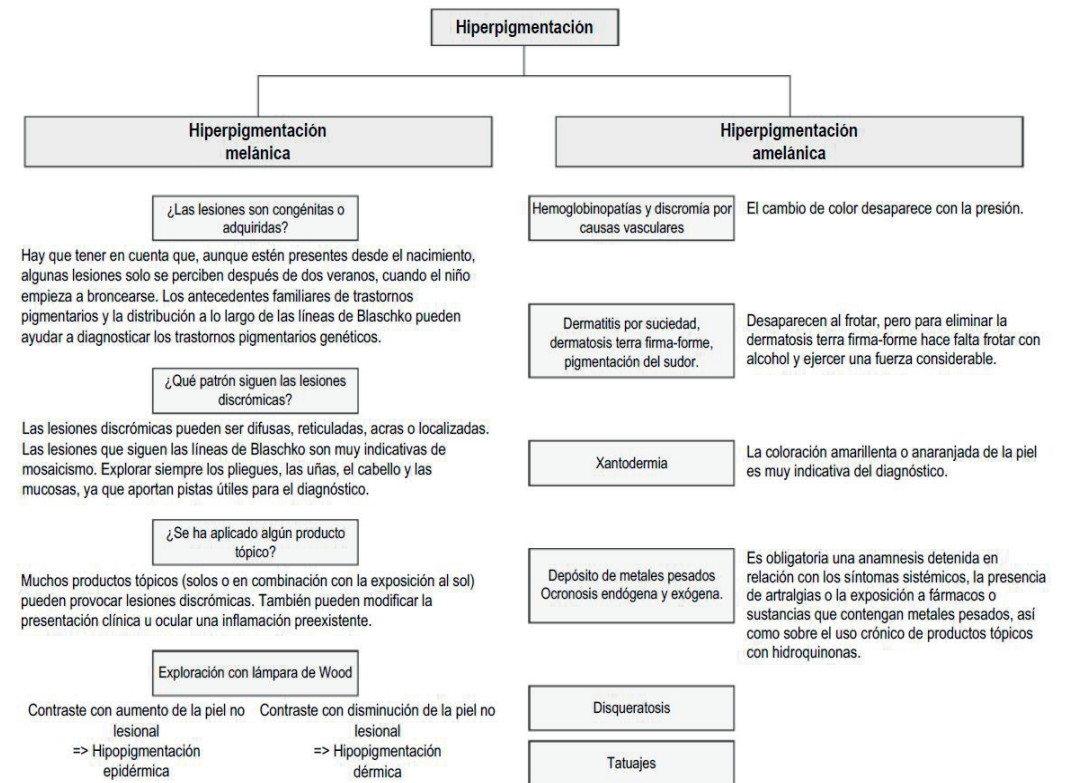 Hiperpigmentación
Hiperpigmentación
melánica
¿Las lesiones son congénitas o
adquiridas?
Hay que tener en cuenta que, aunque estén presentes desde el nacimiento,
algunas lesiones solo se perciben después de dos veranos, cuando el niño
empieza a broncearse. Los antecedentes familiares de trastornos
pigmentarios y la distribución a lo largo de las líneas de Blaschko pueden
ayudar a diagnosticar los trastornos pigmentarios genéticos.
¿Qué patrón siguen las lesiones
discrómicas?
Las lesiones discrómicas pueden ser difusas, reticuladas, acras o localizadas.
Las lesiones que siguen las líneas de Blaschko son muy indicativas de
mosaicismo. Explorar siempre los pliegues, las uñas, el cabello y las
mucosas, ya que aportan pistas útiles para el diagnóstico.
¿Se ha aplicado algún producto
tópico?
Muchos productos tópicos (solos o en combinación con la exposición al sol)
pueden provocar lesiones discrómicas. También pueden modificar la
presentación clínica u ocular una inflamación preexistente.
Exploración con lámpara de Wood
Contraste con aumento de la piel no
lesional
=> Hipopigmentación
epidérmica
Contraste con disminución de la piel no
lesional
=> Hipopigmentación
dérmica
Hiperpigmentación
amelánica
Hemoglobinopatías y discromía por
causas vasculares
El cambio de color desaparece con la presión.
Dermatitis por suciedad,
dermatosis terra firma-forme,
pigmentación del sudor.
Desaparecen al frotar, pero para eliminar la
dermatosis terra firma-forme hace falta frotar con
alcohol y ejercer una fuerza considerable.
Xantodermia
La coloración amarillenta o anaranjada de la piel
es muy indicativa del diagnóstico.
Depósito de metales pesados
Ocronosis endógena y exógena.
Es obligatoria una anamnesis detenida en
relación con los síntomas sistémicos, la presencia
de artralgias o la exposición a fármacos o
sustancias que contengan metales pesados, así
como sobre el uso crónico de productos tópicos
con hidroquinonas.
Disqueratosis
Tatuajes